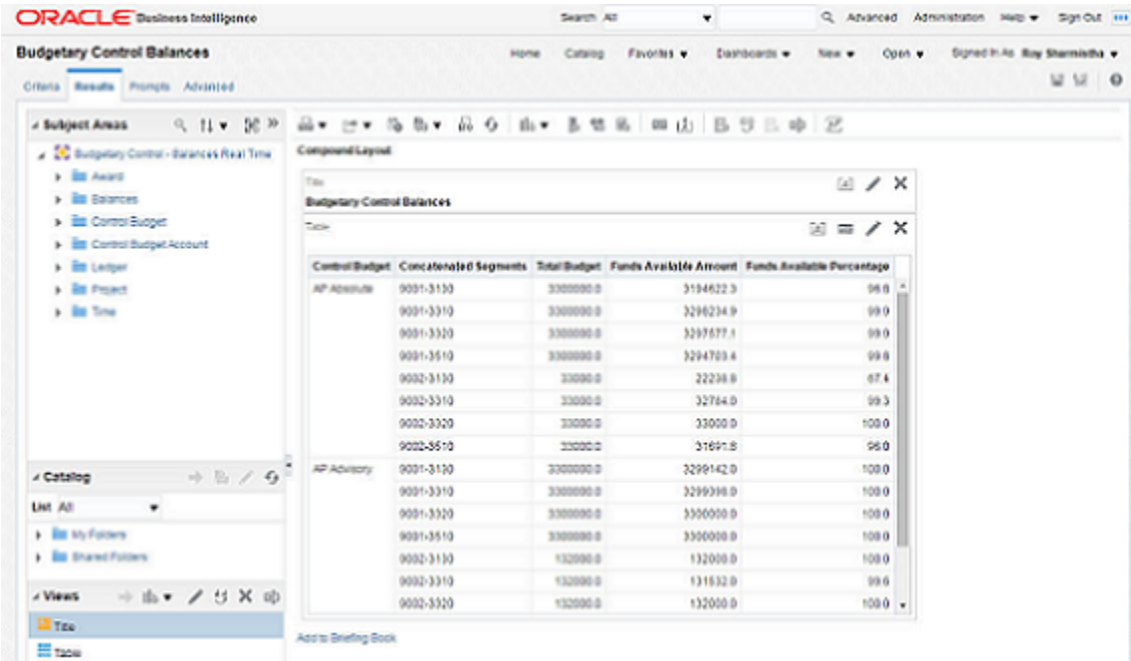 ORACLE Business Intelligence
Search All
Advanced Administration Help Sign Out
Budgetary Control Balances
Home Catalog Favorites Dashboards New Open Signed In As Roy Sharmistha
Criteria Results Prompts Advanced
Subject Areas
Budgetary Control - Balances Real Time
Award
Balances
Control Budget
Control Budget Account
Ledger
Project
Time
Catalog
List All
My Folders
Shared Folders
Views
Title
Table
Compound Layout
Title
Budgetary Control Balances
Table
Control Budget Concatenated Segments Total Budget Funds Available Amount Funds Available Percentage
AP Absolute 9001-3130 3300000.0 3194622.3 96.8
9001-3310 3300000.0 3296234.9 99.9
9001-3320 3300000.0 3297677.1 99.9
9001-3510 3300000.0 3294703.4 99.8
9002-3130 33000.0 22238.8 67.4
9002-3310 33000.0 32764.0 99.3
9002-3320 33000.0 33000.0 100.0
9002-3510 33000.0 31691.8 96.0
AP Advisory 9001-3130 3300000.0 3299142.0 100.0
9001-3310 3300000.0 3299398.0 100.0
9001-3320 3300000.0 3300000.0 100.0
9001-3510 3300000.0 3300000.0 100.0
9002-3130 132000.0 132000.0 100.0
9002-3310 132000.0 131532.0 99.6
9002-3320 132000.0 132000.0 100.0
Add to Briefing Book